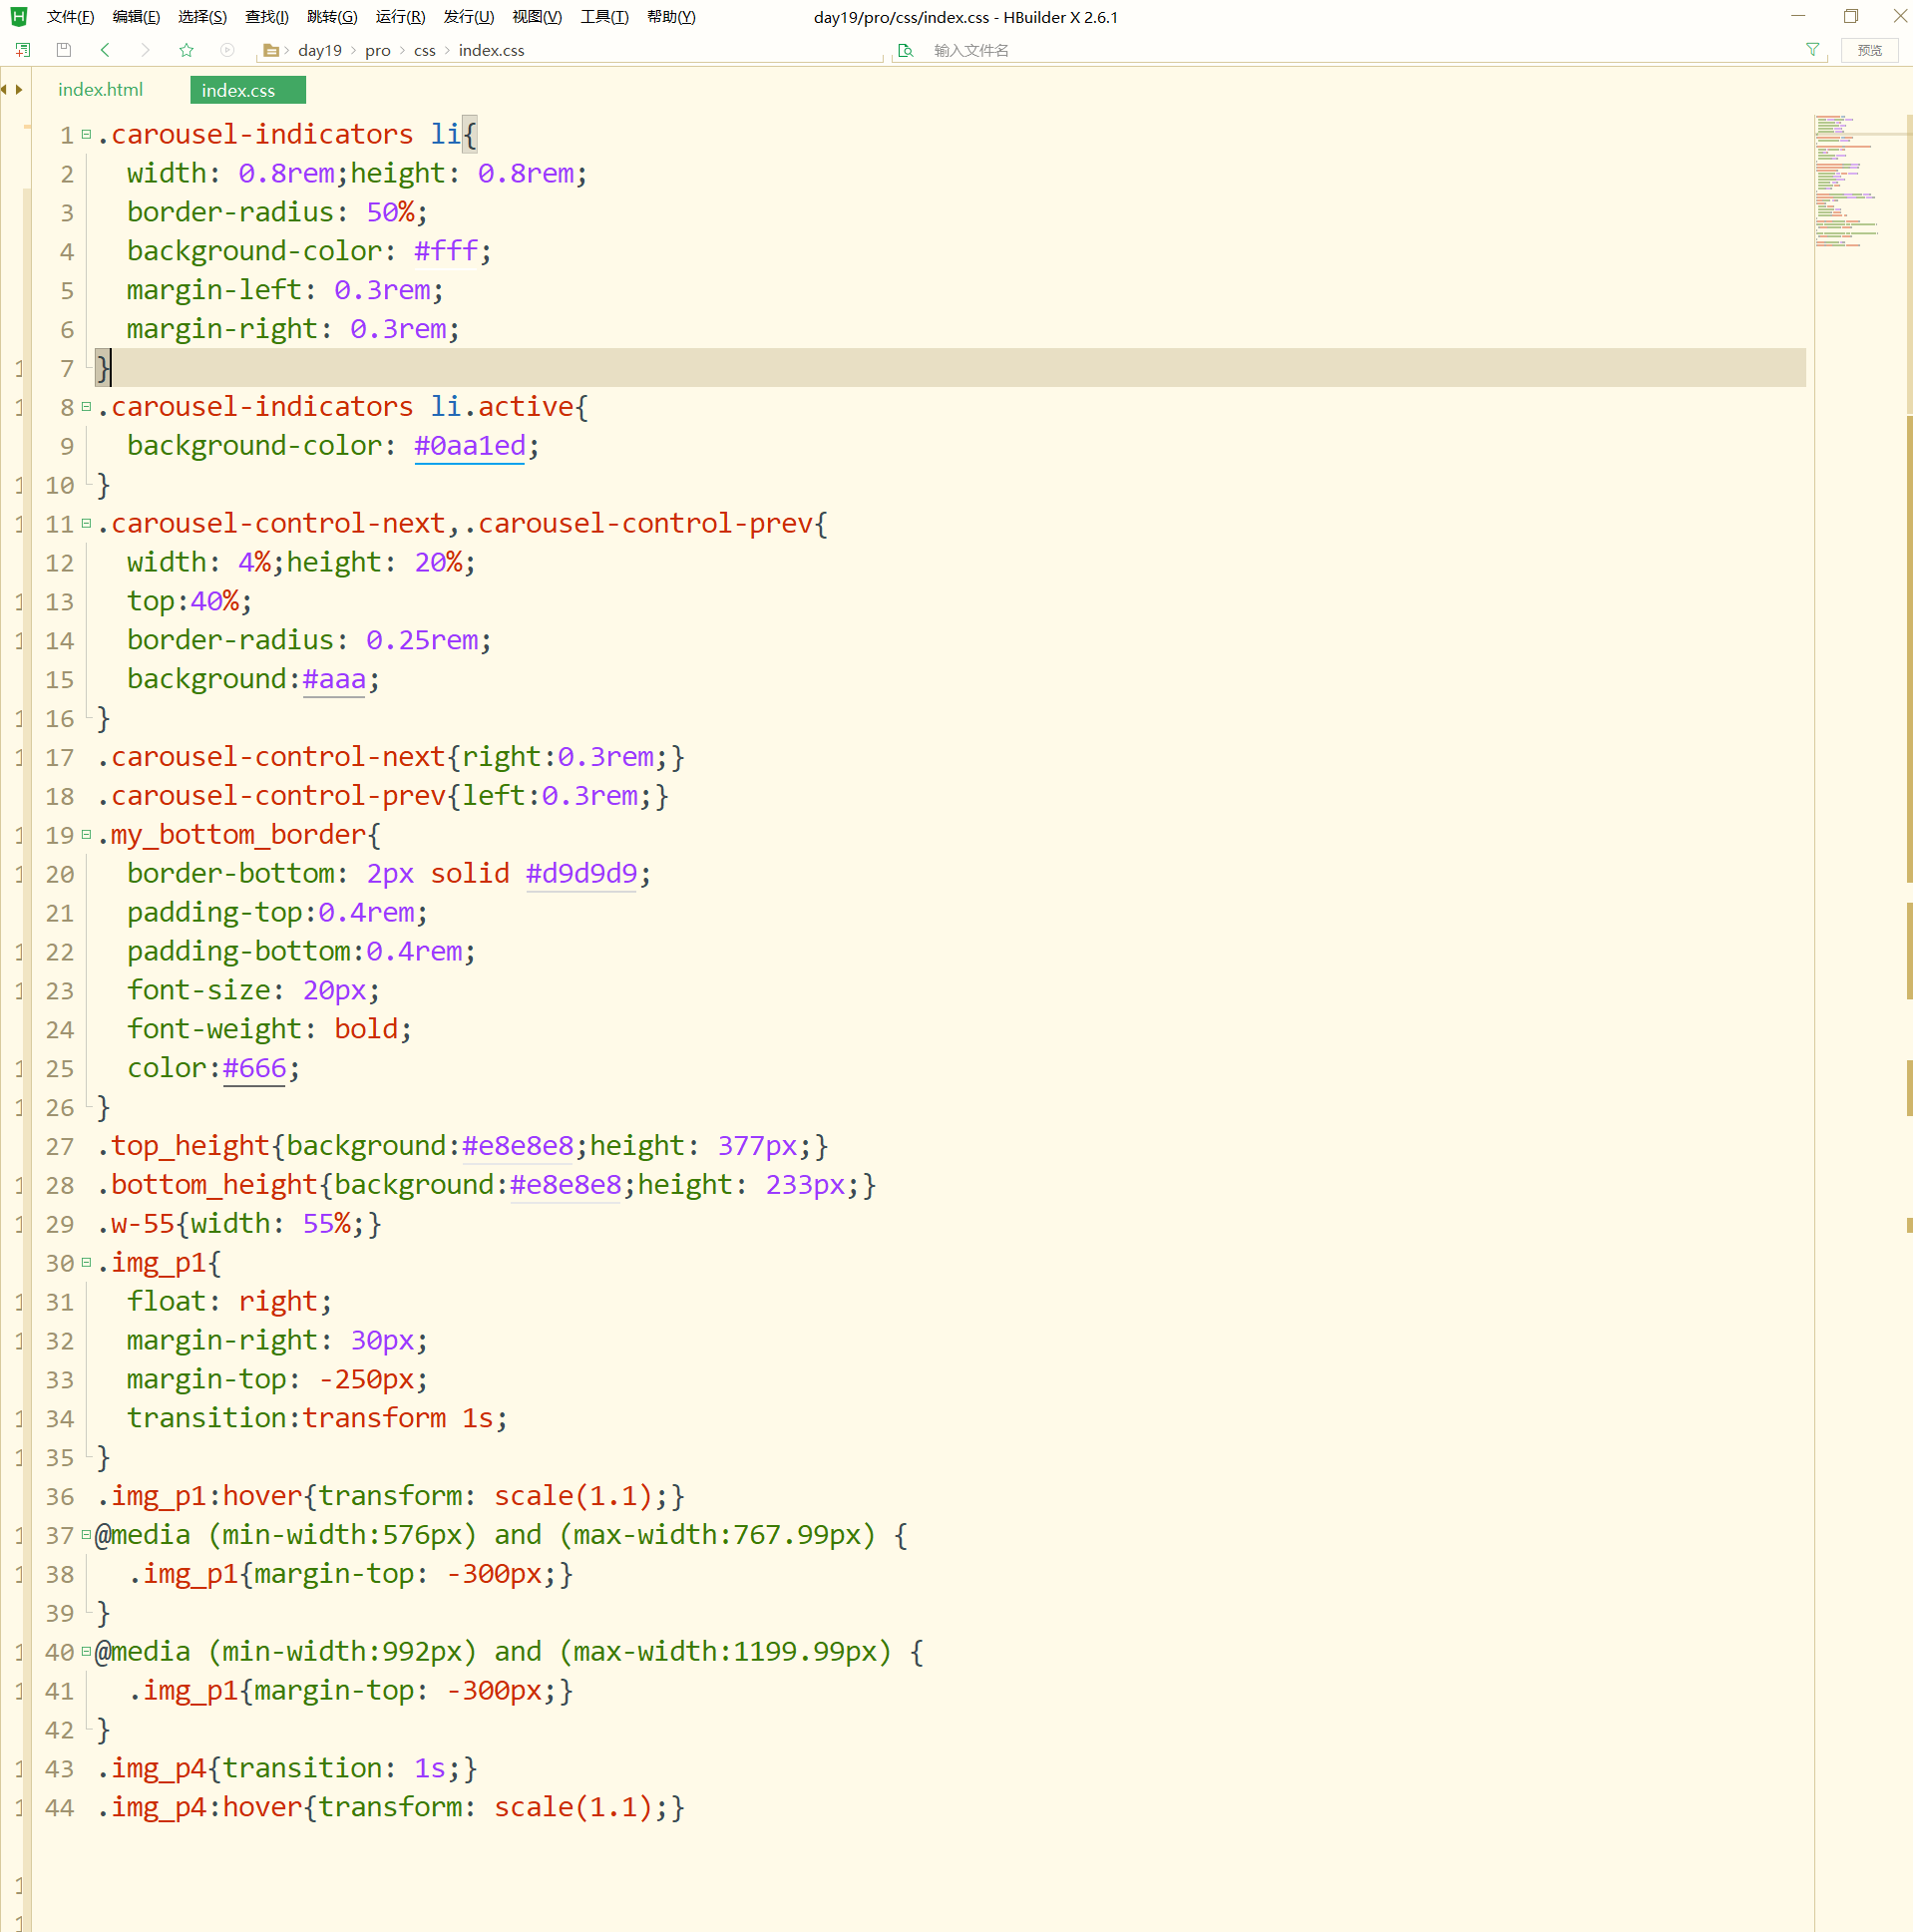 文件(F) 编辑(E) 选择(S) 查找(I) 跳转(G) 运行(R) 发行(U) 视图(V) 工具(T) 帮助(Y) day19/pro/css/index.css - HBuilder X 2.6.1
day19 pro css index.css 输入文件名 预览
index.html index.css
1 .carousel-indicators li{
2 width: 0.8rem;height: 0.8rem;
3 border-radius: 50%;
4 background-color: #fff;
5 margin-left: 0.3rem;
6 margin-right: 0.3rem;
7 }
8 .carousel-indicators li.active{
9 background-color: #0aa1ed;
10 }
11 .carousel-control-next,.carousel-control-prev{
12 width: 4%;height: 20%;
13 top:40%;
14 border-radius: 0.25rem;
15 background:#aaa;
16 }
17 .carousel-control-next{right:0.3rem;}
18 .carousel-control-prev{left:0.3rem;}
19 .my_bottom_border{
20 border-bottom: 2px solid #d9d9d9;
21 padding-top:0.4rem;
22 padding-bottom:0.4rem;
23 font-size: 20px;
24 font-weight: bold;
25 color:#666;
26 }
27 .top_height{background:#e8e8e8;height: 377px;}
28 .bottom_height{background:#e8e8e8;height: 233px;}
29 .w-55{width: 55%;}
30 .img_p1{
31 float: right;
32 margin-right: 30px;
33 margin-top: -250px;
34 transition:transform 1s;
35 }
36 .img_p1:hover{transform: scale(1.1);}
37 @media (min-width:576px) and (max-width:767.99px) {
38 .img_p1{margin-top: -300px;}
39 }
40 @media (min-width:992px) and (max-width:1199.99px) {
41 .img_p1{margin-top: -300px;}
42 }
43 .img_p4{transition: 1s;}
44 .img_p4:hover{transform: scale(1.1);}